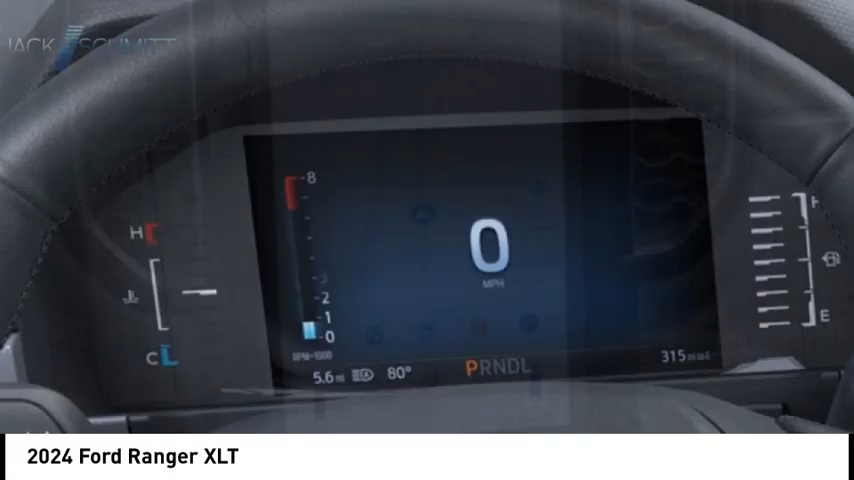 JACK SCHMITT
8
H
0
MPH
2
1
0
RPM×1000
C
E
5.6 mi 80°
PRNDL
315
2024 Ford Ranger XLT